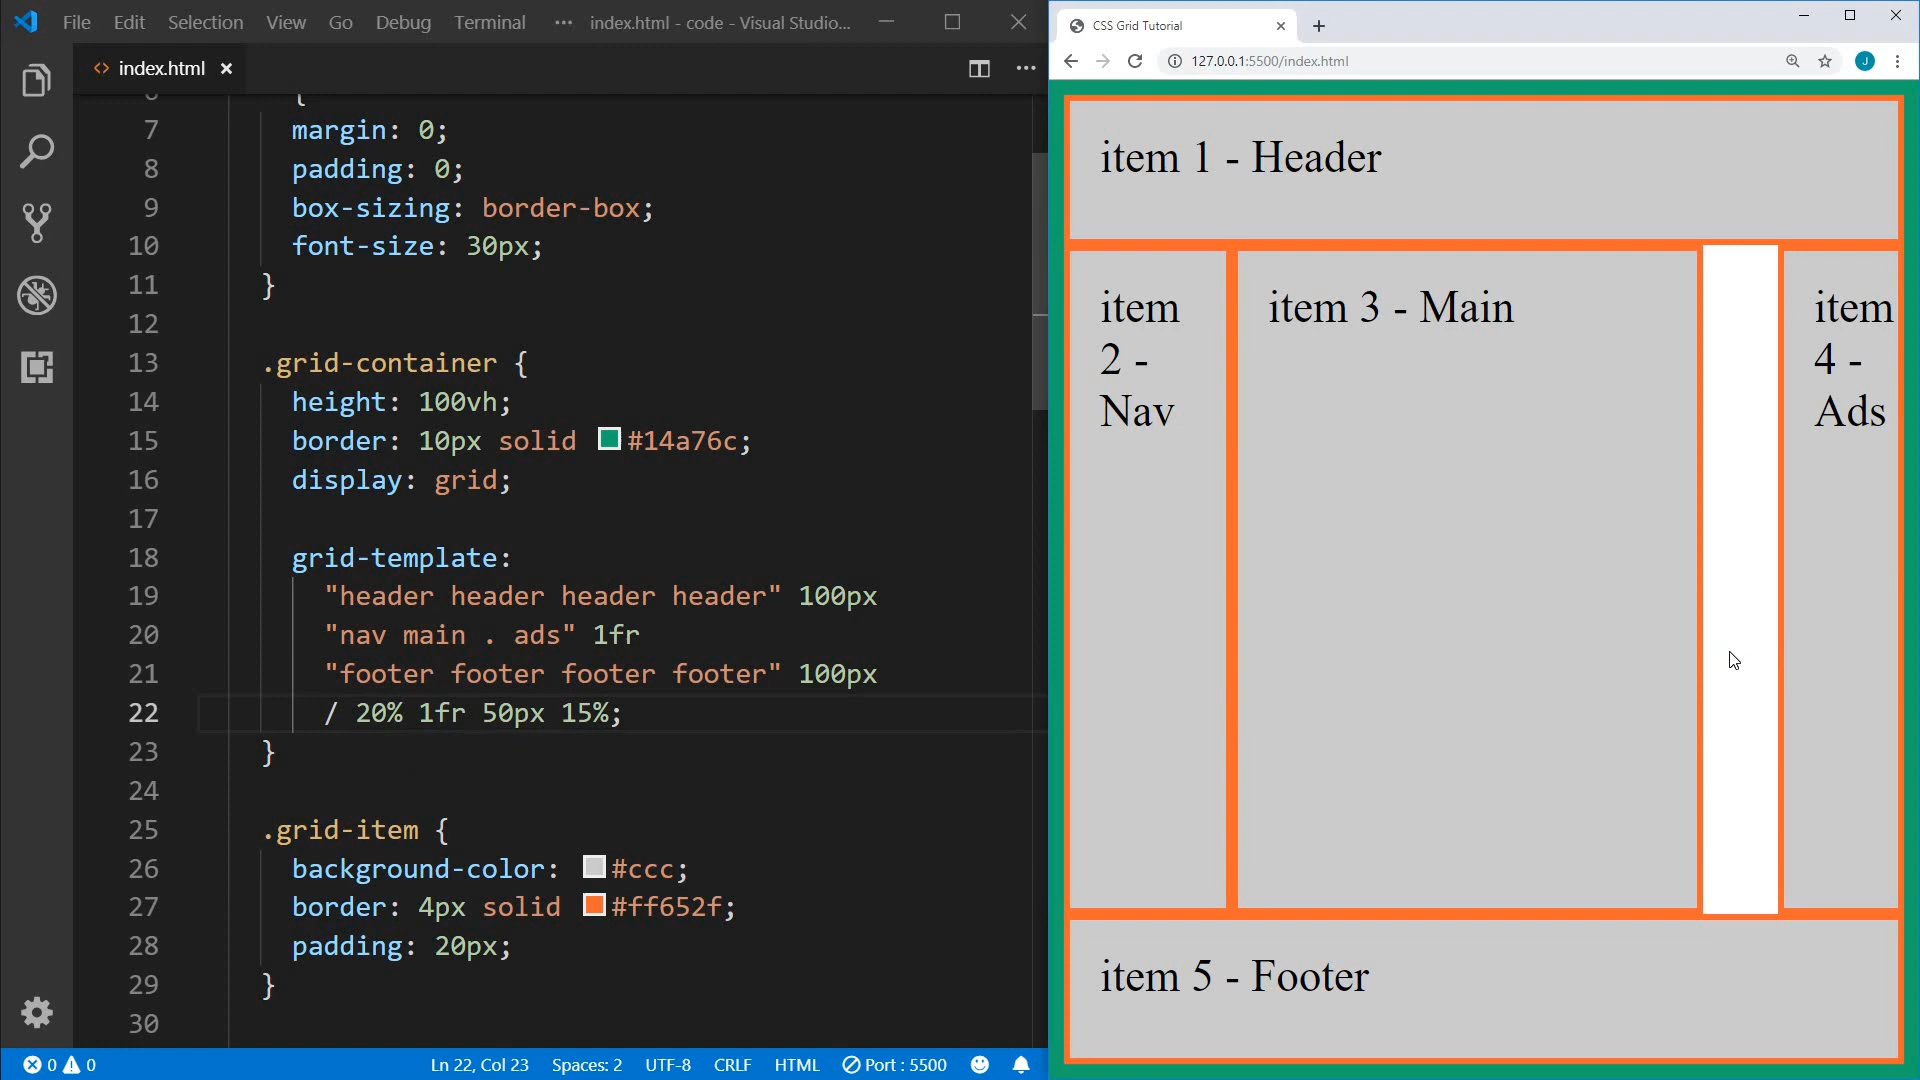 File Edit Selection View Go Debug Terminal ··· index.html - code - Visual Studio...
index.html
7 margin: 0;
8 padding: 0;
9 box-sizing: border-box;
10 font-size: 30px;
11 }
12
13 .grid-container {
14 height: 100vh;
15 border: 10px solid #14a76c;
16 display: grid;
17
18 grid-template:
19 "header header header header" 100px
20 "nav main . ads" 1fr
21 "footer footer footer footer" 100px
22 / 20% 1fr 50px 15%;
23 }
24
25 .grid-item {
26 background-color: #ccc;
27 border: 4px solid #ff652f;
28 padding: 20px;
29 }
30
0 0 Ln 22, Col 23 Spaces: 2 UTF-8 CRLF HTML Port : 5500
CSS Grid Tutorial
127.0.0.1:5500/index.html J
item 1 - Header
item
2 -
Nav
item 3 - Main
item
4 -
Ads
item 5 - Footer